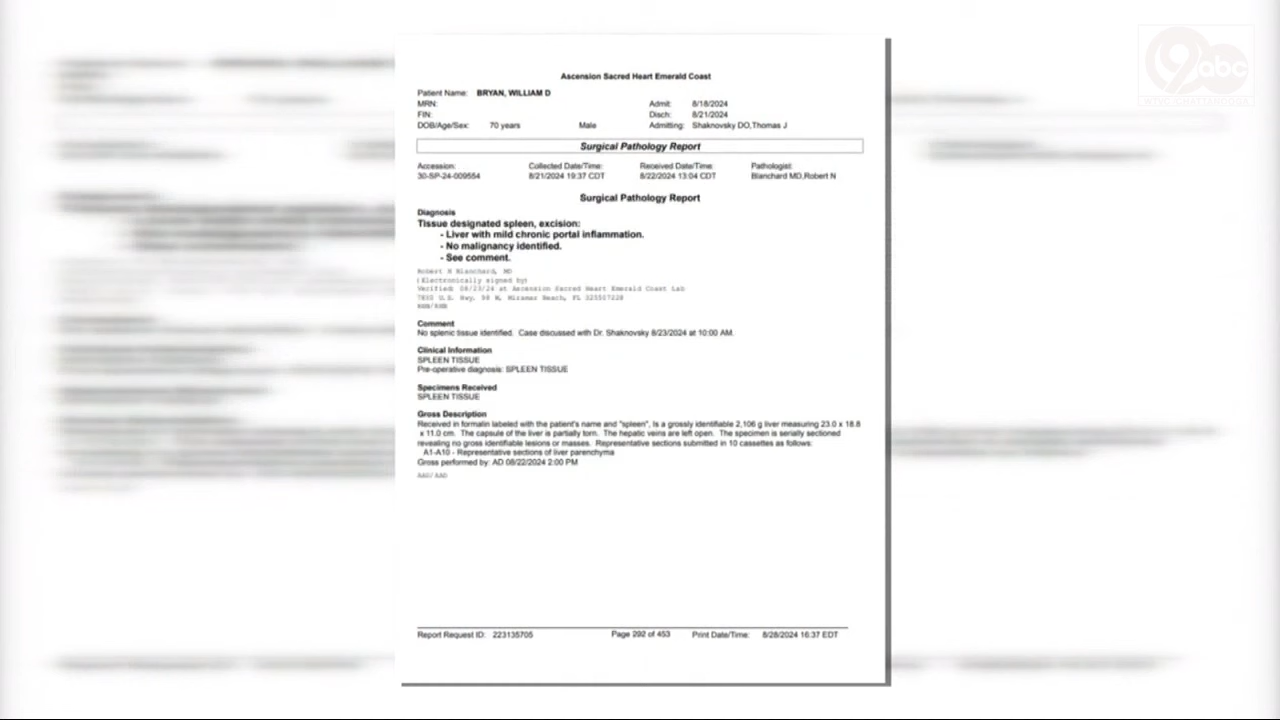 9abc
WTVC CHATTANOOGA
Ascension Sacred Heart Emerald Coast
Patient Name: BRYAN, WILLIAM D
MRN: Admit: 8/18/2024
FIN: Disch: 8/21/2024
DOB/Age/Sex: 70 years Male Admitting: Shaknovsky DO,Thomas J
Surgical Pathology Report
Accession: Collected Date/Time: Received Date/Time: Pathologist:
30-SP-24-009554 8/21/2024 19:37 CDT 8/22/2024 13:04 CDT Blanchard MD,Robert N
Surgical Pathology Report
Diagnosis
Tissue designated spleen, excision:
- Liver with mild chronic portal inflammation.
- No malignancy identified.
- See comment.
Robert N Blanchard, MD
(Electronically signed by)
Verified: 08/23/24 at Ascension Sacred Heart Emerald Coast Lab
7800 U.S. Hwy. 98 W, Miramar Beach, FL 325507228
Comment
No splenic tissue identified. Case discussed with Dr. Shaknovsky 8/23/2024 at 10:00 AM.
Clinical Information
SPLEEN TISSUE
Pre-operative diagnosis: SPLEEN TISSUE
Specimens Received
SPLEEN TISSUE
Gross Description
Received in formalin labeled with the patient's name and "spleen", is a grossly identifiable 2,106 g liver measuring 23.0 x 18.8
x 11.0 cm. The capsule of the liver is partially torn. The hepatic veins are left open. The specimen is serially sectioned
revealing no gross identifiable lesions or masses. Representative sections submitted in 10 cassettes as follows:
A1-A10 - Representative sections of liver parenchyma
Gross performed by: AD 08/22/2024 2:00 PM
Report Request ID: 223135705 Page 292 of 453 Print Date/Time: 8/28/2024 16:37 EDT